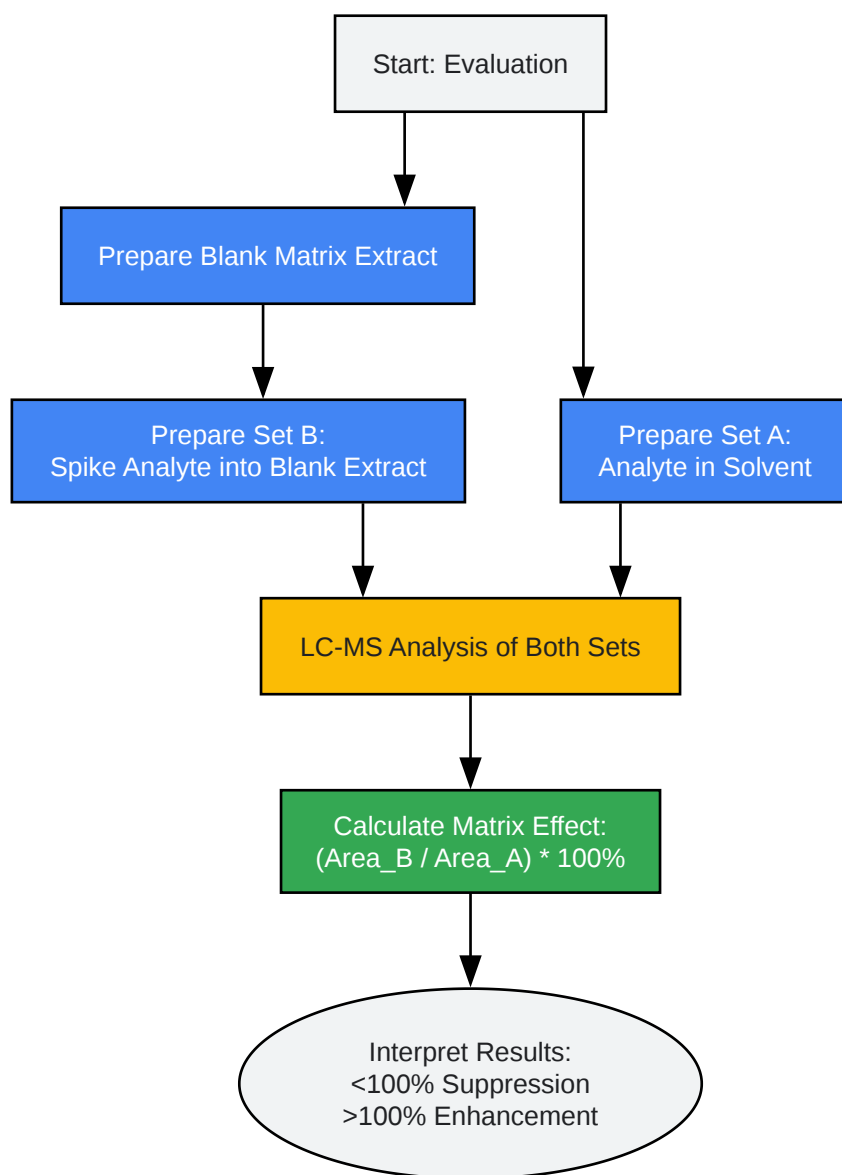 Start: Evaluation
Prepare Blank Matrix Extract
Prepare Set B:
Spike Analyte into Blank Extract
Prepare Set A:
Analyte in Solvent
LC-MS Analysis of Both Sets
Calculate Matrix Effect:
(Area_B / Area_A) * 100%
Interpret Results:
<100% Suppression
>100% Enhancement